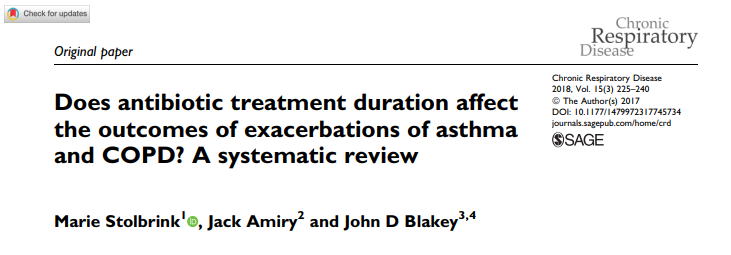 Check for updates
Original paper
Chronic
Respiratory
Disease
Does antibiotic treatment duration affect
the outcomes of exacerbations of asthma
and COPD? A systematic review
Chronic Respiratory Disease
2018, Vol. 15(3) 225–240
© The Author(s) 2017
DOI: 10.1177/1479972317745734
journals.sagepub.com/home/crd
SAGE
Marie Stolbrink1 iD, Jack Amiry2 and John D Blakey3,4